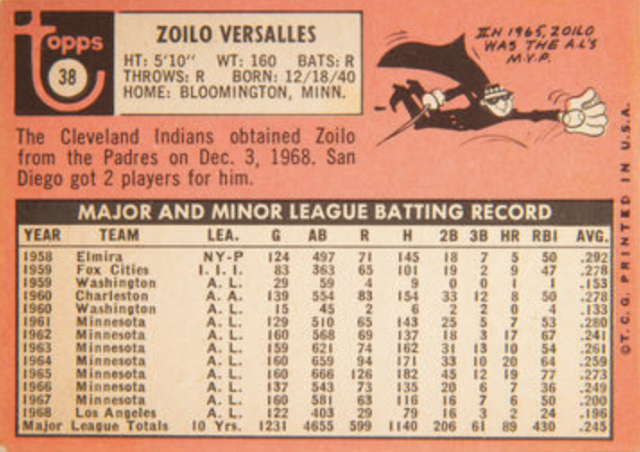 Topps
38
ZOILO VERSALLES
HT: 5'10" WT: 160 BATS: R
THROWS: R BORN: 12/18/40
HOME: BLOOMINGTON, MINN.
IN 1965, ZOILO
WAS THE A.L'S
M.V.P.
The Cleveland Indians obtained Zoilo
from the Padres on Dec. 3, 1968. San
Diego got 2 players for him.
MAJOR AND MINOR LEAGUE BATTING RECORD
YEAR TEAM LEA. G AB R H 2B 3B HR RBI AVG.
1958 Elmira NY-P 124 497 71 145 18 7 5 50 .292
1959 Fox Cities I. I. I. 83 363 65 101 19 2 9 47 .278
1959 Washington A. L. 29 59 4 9 0 0 1 1 .153
1960 Charleston A. A. 139 554 83 154 33 12 8 50 .278
1960 Washington A. L. 15 45 2 6 2 2 0 4 .133
1961 Minnesota A. L. 129 510 65 143 25 5 7 53 .280
1962 Minnesota A. L. 160 568 69 137 18 3 17 67 .241
1963 Minnesota A. L. 159 621 74 162 31 13 10 54 .261
1964 Minnesota A. L. 160 659 94 171 33 10 20 64 .259
1965 Minnesota A. L. 160 666 126 182 45 12 19 77 .273
1966 Minnesota A. L. 137 543 73 135 20 6 7 36 .249
1967 Minnesota A. L. 160 581 63 116 16 7 6 50 .200
1968 Los Angeles A. L. 122 403 29 79 16 3 2 24 .196
Major League Totals 10 Yrs. 1231 4655 599 1140 206 61 89 430 .245
©T.C.G. PRINTED IN U.S.A.